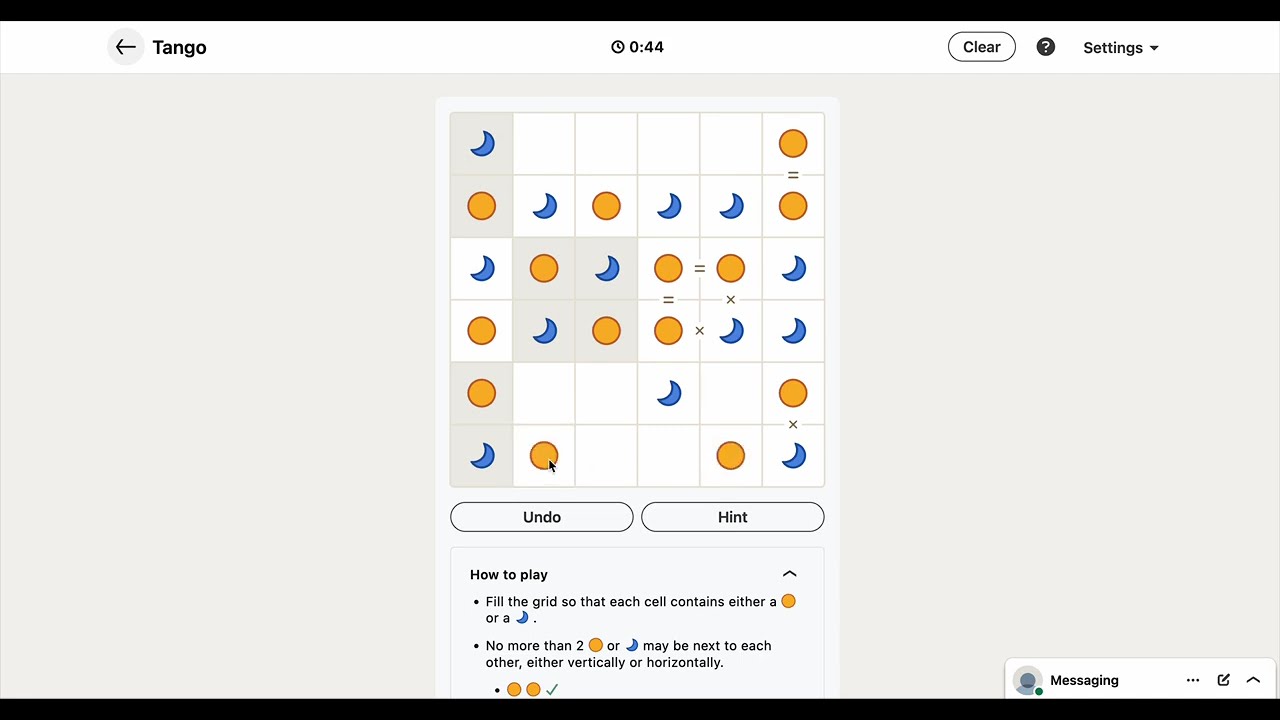 Tango
0:44
Clear
?
Settings
=
=
=
×
×
×
Undo
Hint
How to play
• Fill the grid so that each cell contains either a
or a .
• No more than 2 or may be next to each
other, either vertically or horizontally.
•
Messaging